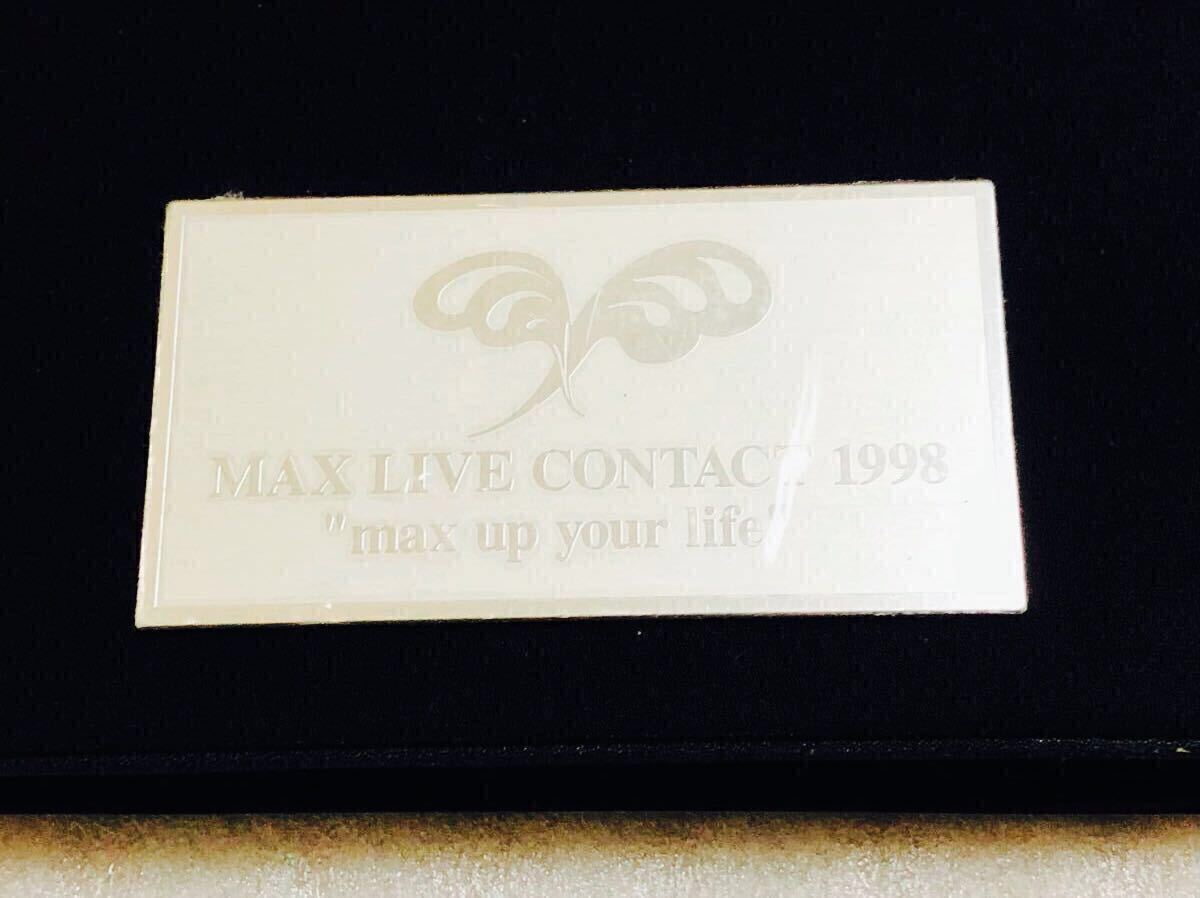 MAX LIVE CONTACT 1998
"max up your life"